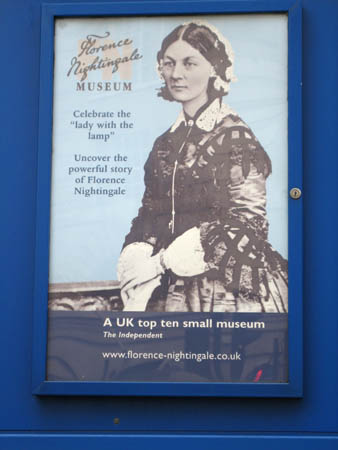 Florence
Nightingale
MUSEUM
Celebrate the
"lady with the
lamp"
Uncover the
powerful story
of Florence
Nightingale
A UK top ten small museum
The Independent
www.florence-nightingale.co.uk